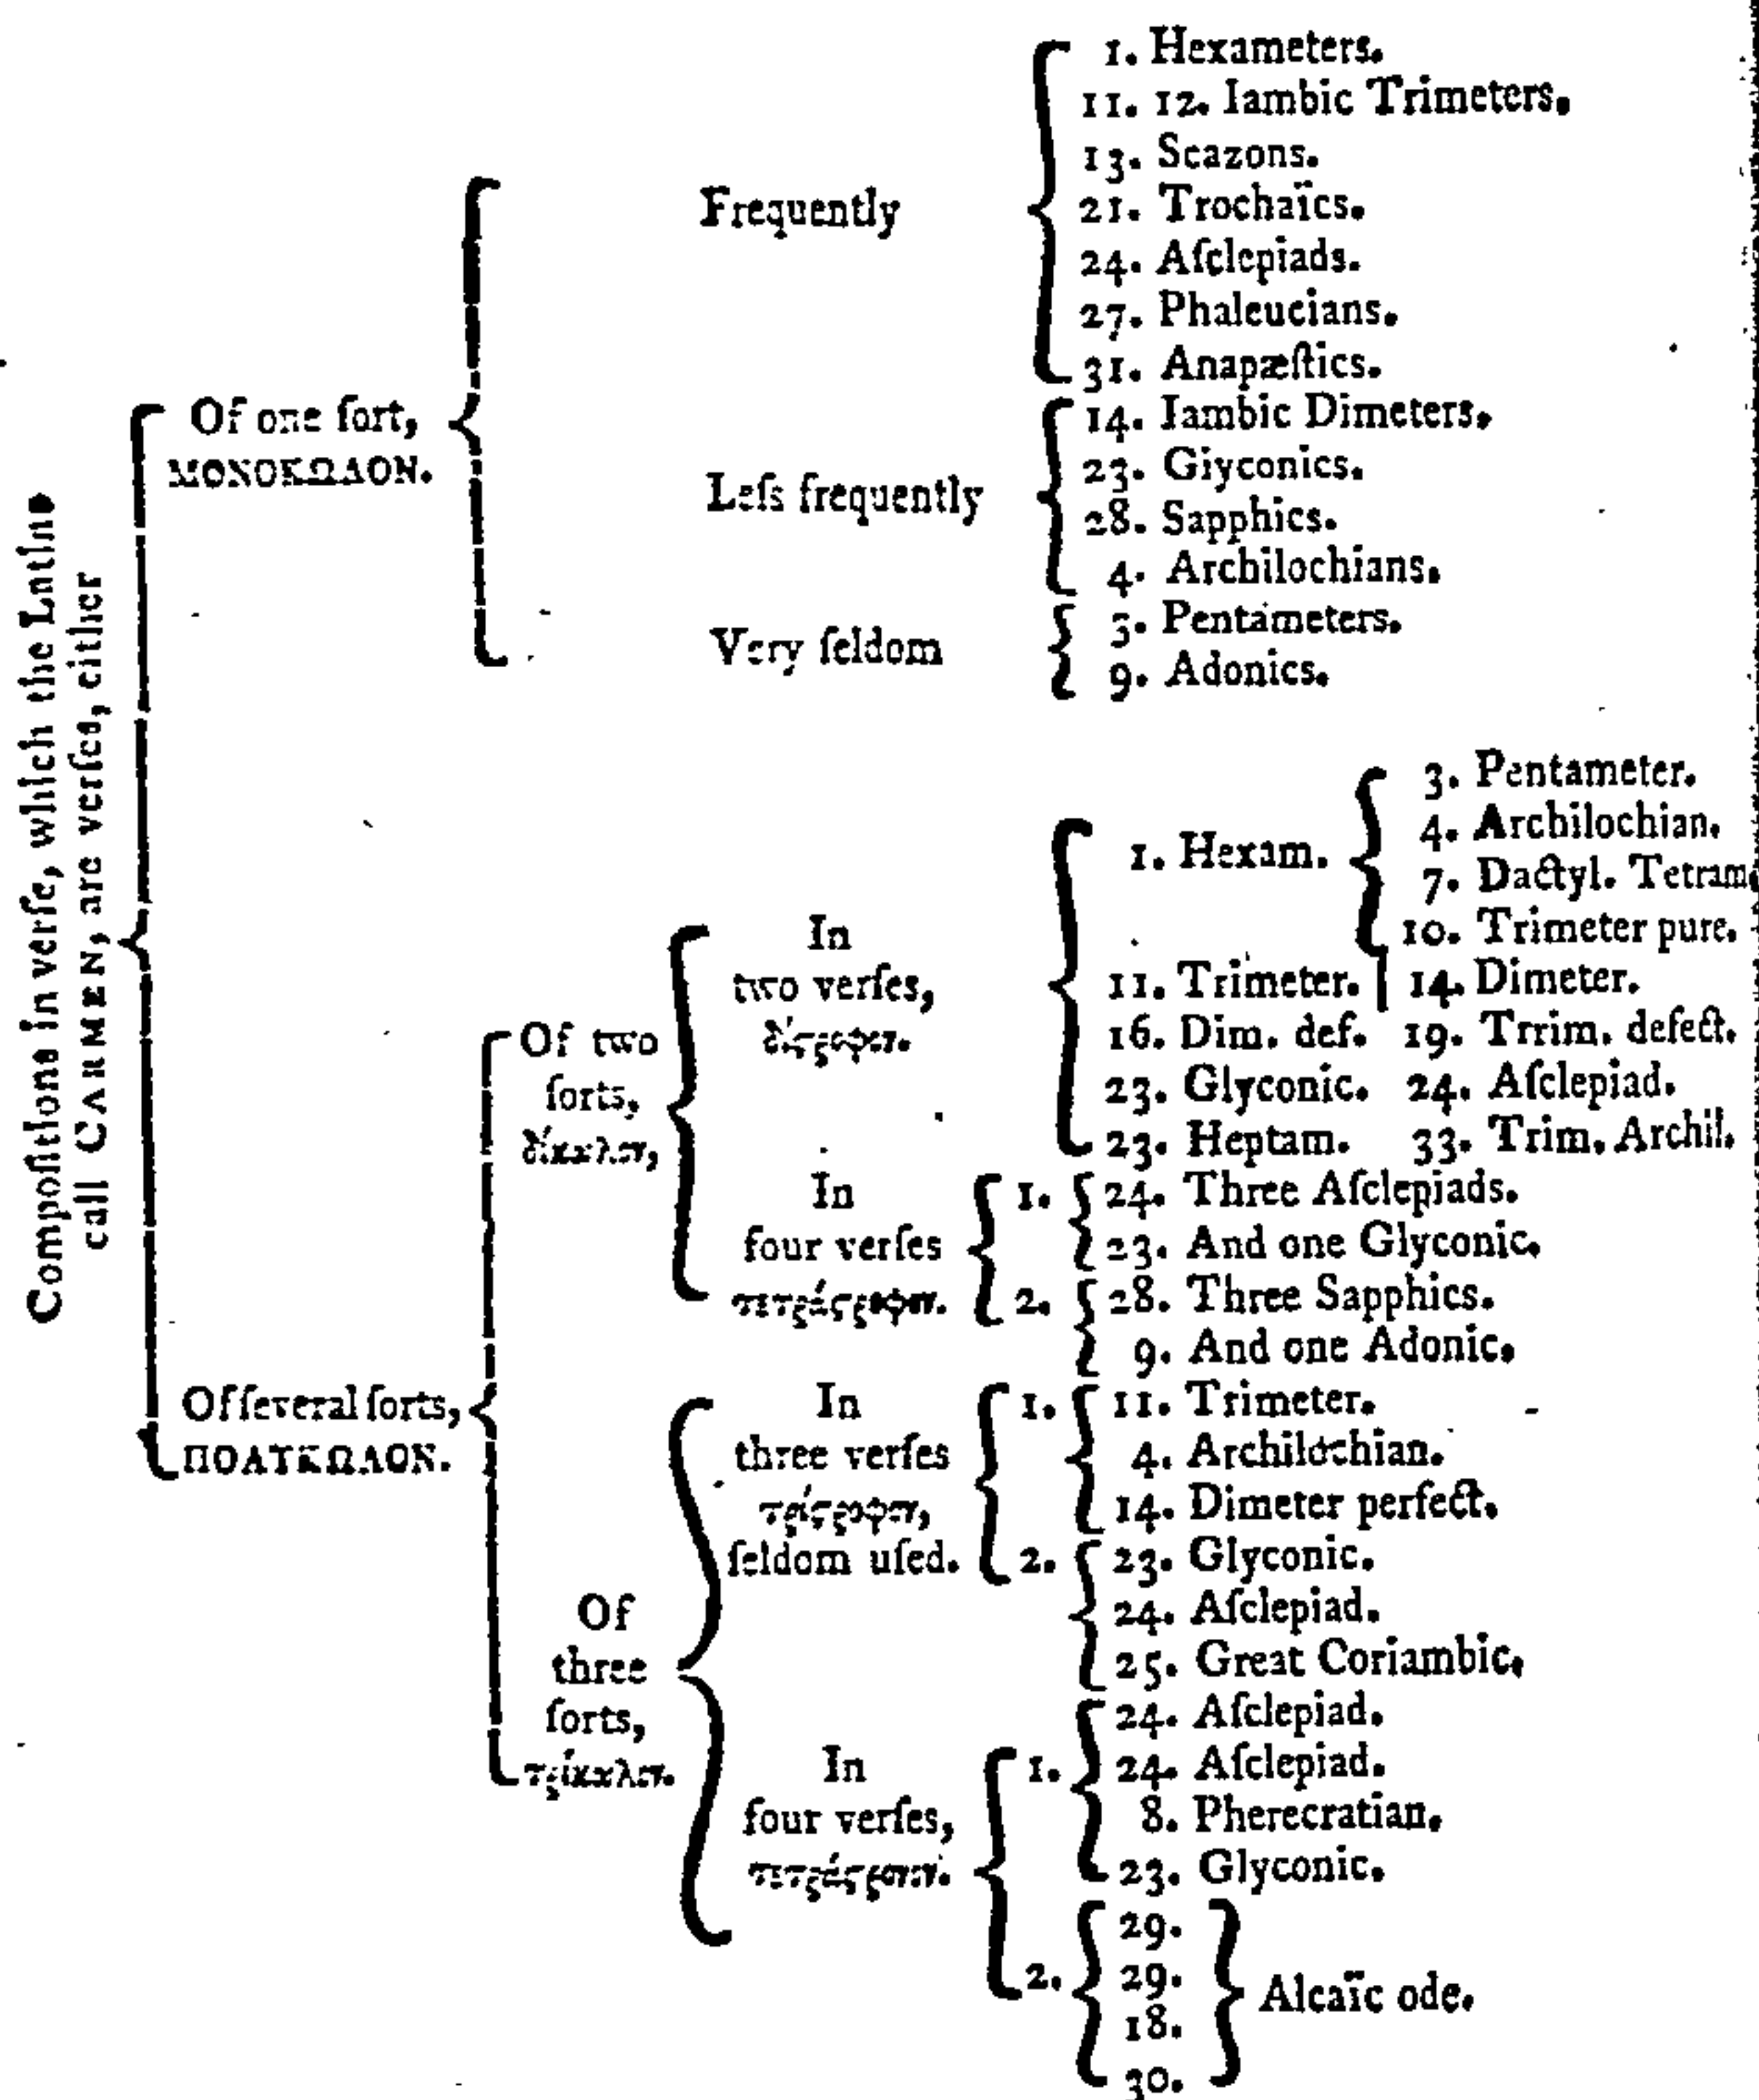 Compoſitions in verſe, which the Latins
call CARMEN, are verſes, either
Of one ſort,
ΜΟΝΟΚΩΛΟΝ.
Frequently
1. Hexameters.
11. 12. Iambic Trimeters.
13. Scazons.
21. Trochaïcs.
24. Aſclepiads.
27. Phaleucians.
31. Anapæſtics.
Leſs frequently
14. Iambic Dimeters.
23. Glyconics.
28. Sapphics.
4. Archilochians.
Very ſeldom
3. Pentameters.
9. Adonics.
Of ſeveral ſorts,
ΠΟΛΥΚΩΛΟΝ.
Of two
ſorts,
In
two verſes,
1. Hexam.
3. Pentameter.
4. Archilochian.
7. Dactyl. Tetram.
10. Trimeter pure.
11. Trimeter. 14. Dimeter.
16. Dim. def. 19. Trrim. defect.
23. Glyconic. 24. Aſclepiad.
23. Heptam. 33. Trim. Archil.
In
four verſes
1.
24. Three Aſclepiads.
23. And one Glyconic.
2.
28. Three Sapphics.
9. And one Adonic.
Of
three
ſorts,
In
three verſes
ſeldom uſed.
1.
11. Trimeter.
4. Archilochian.
14. Dimeter perfect.
2.
23. Glyconic.
24. Aſclepiad.
25. Great Coriambic.
In
four verſes,
1.
24. Aſclepiad.
24. Aſclepiad.
8. Pherecratian.
23. Glyconic.
2.
29.
29.
18.
30.
Alcaïc ode.